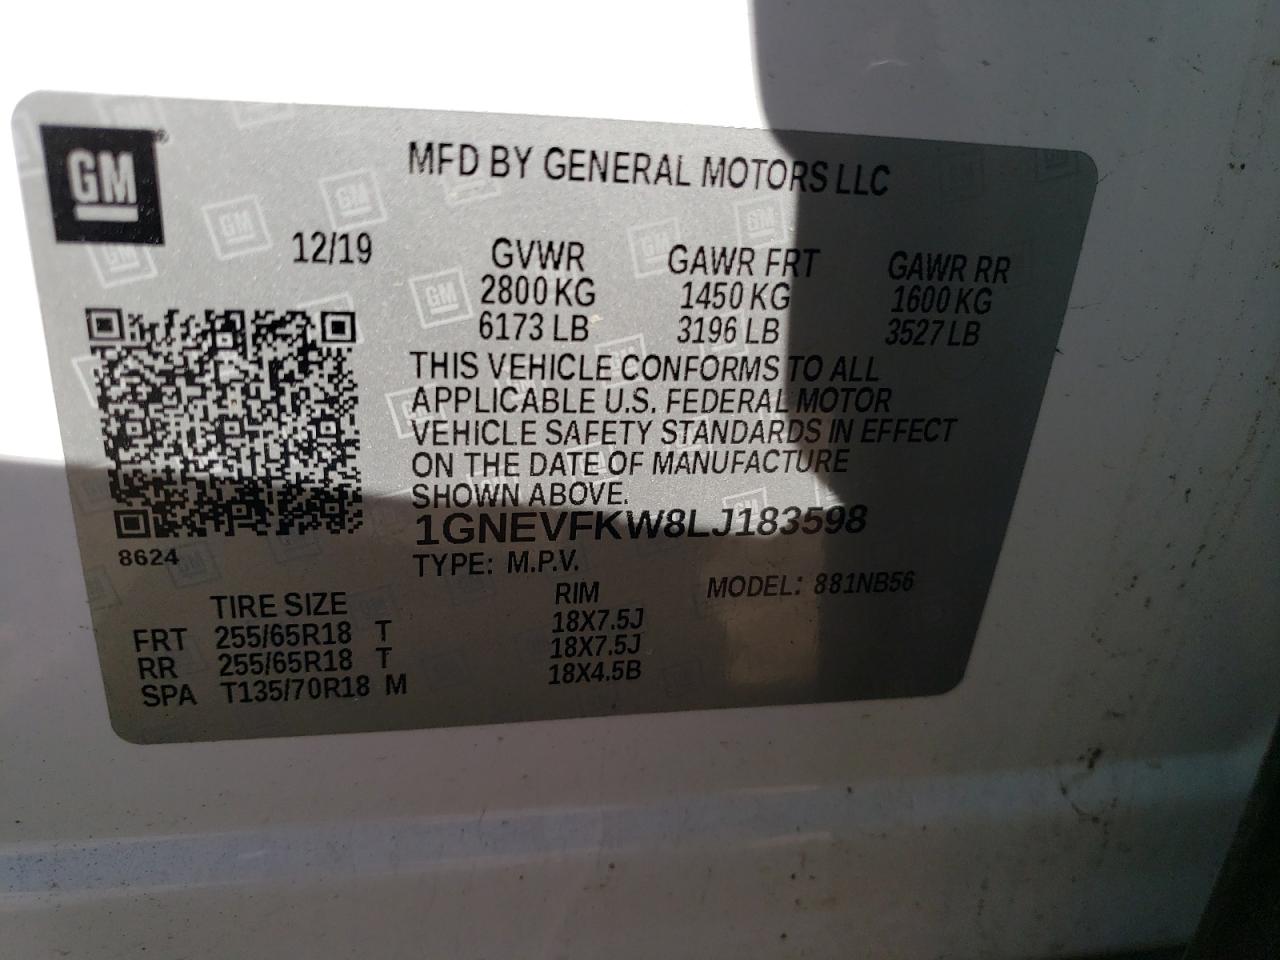 GM
MFD BY GENERAL MOTORS LLC
12/19 GVWR GAWR FRT GAWR RR
2800 KG 1450 KG 1600 KG
6173 LB 3196 LB 3527 LB
THIS VEHICLE CONFORMS TO ALL
APPLICABLE U.S. FEDERAL MOTOR
VEHICLE SAFETY STANDARDS IN EFFECT
ON THE DATE OF MANUFACTURE
SHOWN ABOVE.
1GNEVFKW8LJ183598
8624
TYPE: M.P.V. MODEL: 881NB56
TIRE SIZE RIM
FRT 255/65R18 T 18X7.5J
RR 255/65R18 T 18X7.5J
SPA T135/70R18 M 18X4.5B